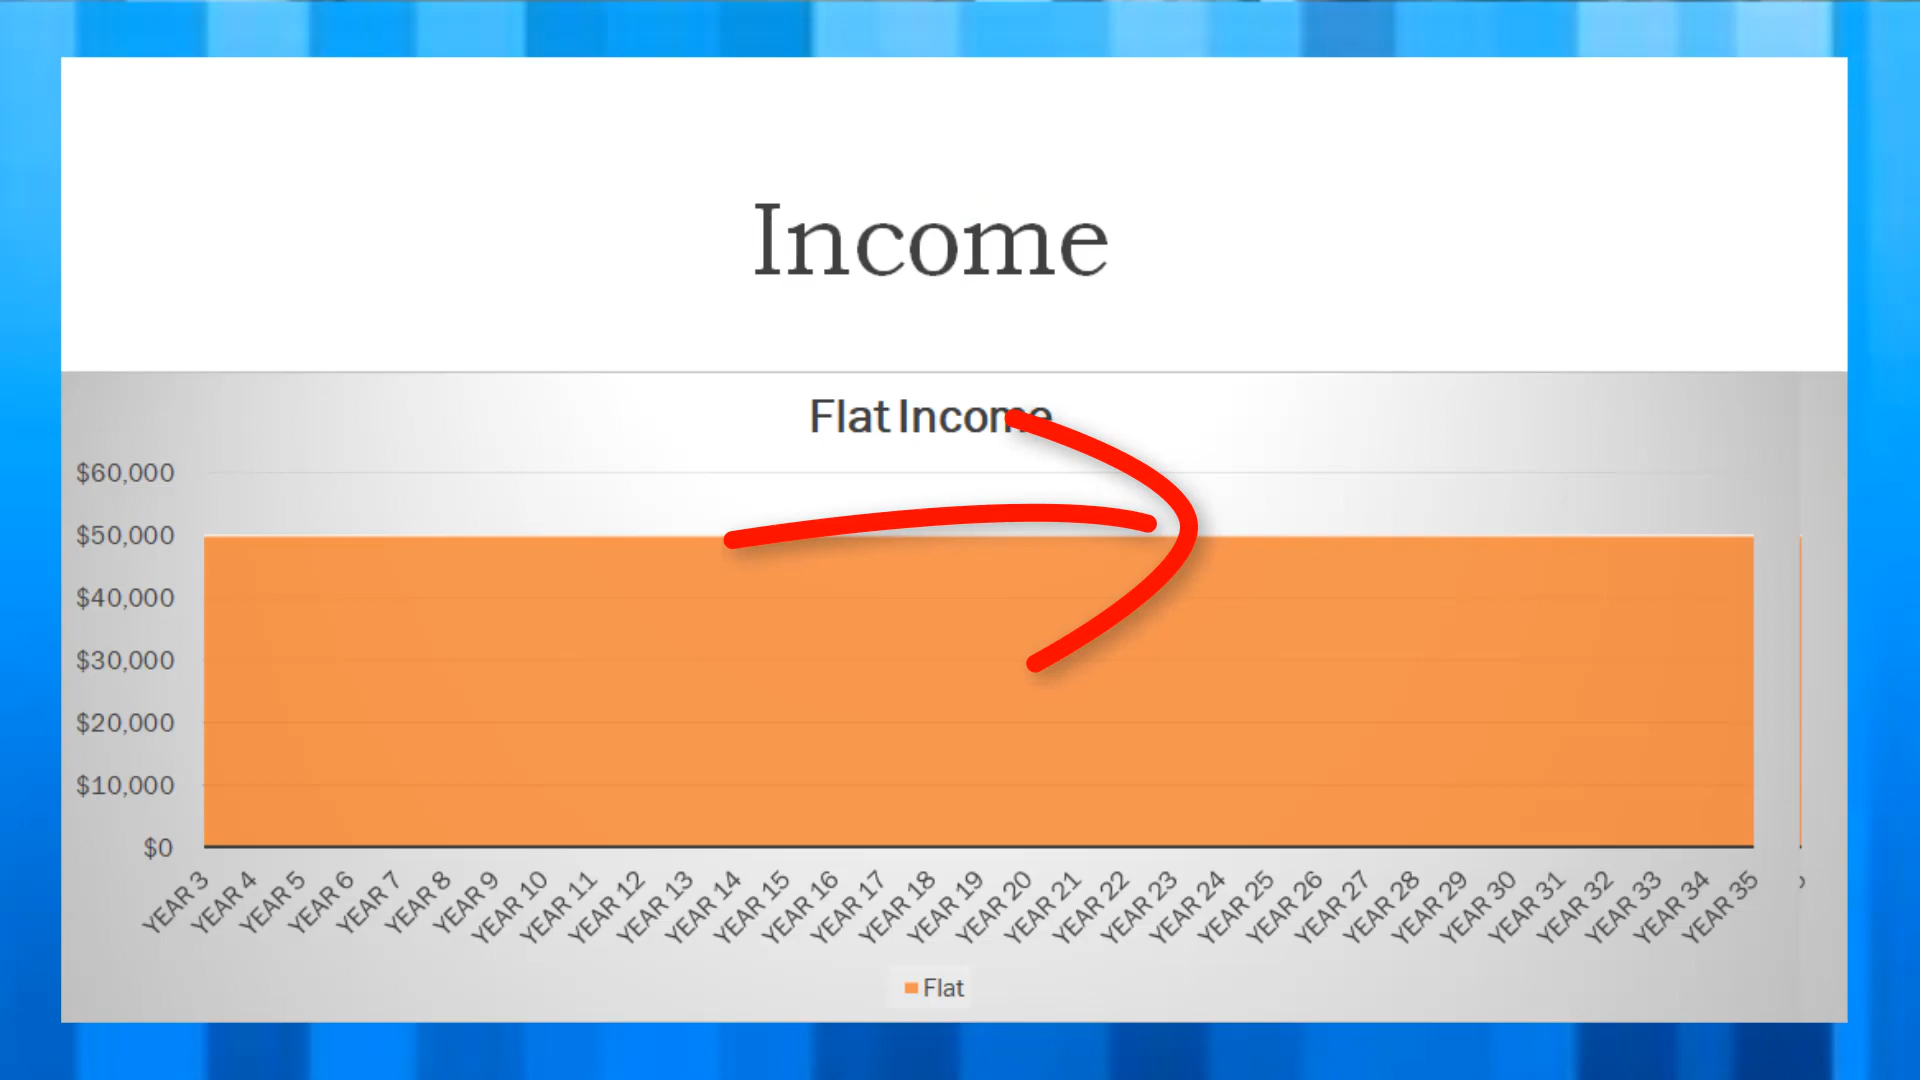 Income
Flat Income
$60,000
$50,000
$40,000
$30,000
$20,000
$10,000
$0
YEAR 3
YEAR 4
YEAR 5
YEAR 6
YEAR 7
YEAR 8
YEAR 9
YEAR 10
YEAR 11
YEAR 12
YEAR 13
YEAR 14
YEAR 15
YEAR 16
YEAR 17
YEAR 18
YEAR 19
YEAR 20
YEAR 21
YEAR 22
YEAR 23
YEAR 24
YEAR 25
YEAR 26
YEAR 27
YEAR 28
YEAR 29
YEAR 30
YEAR 31
YEAR 32
YEAR 33
YEAR 34
YEAR 35
Flat